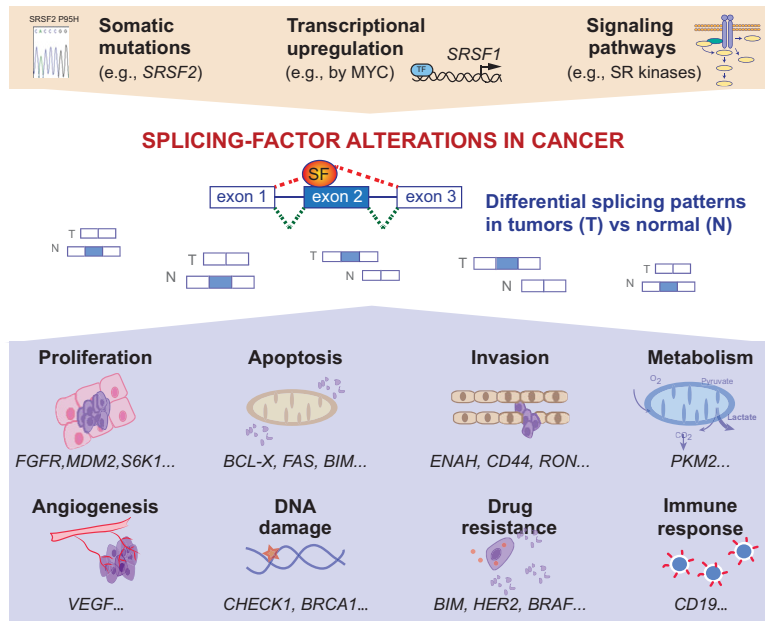 SRSF2 P95H
CACCCGG
Somatic
mutations
(e.g., SRSF2)
Transcriptional
upregulation
(e.g., by MYC)
TF
SRSF1
Signaling
pathways
(e.g., SR kinases)
SPLICING-FACTOR ALTERATIONS IN CANCER
SF
exon 1
exon 2
exon 3
Differential splicing patterns
in tumors (T) vs normal (N)
T
N
T
N
T
N
T
N
T
N
Proliferation
Apoptosis
Invasion
Metabolism
O2
Pyruvate
Lactate
CO2
FGFR,MDM2,S6K1...
BCL-X, FAS, BIM...
ENAH, CD44, RON...
PKM2...
Angiogenesis
DNA
damage
Drug
resistance
Immune
response
VEGF...
CHECK1, BRCA1...
BIM, HER2, BRAF...
CD19...